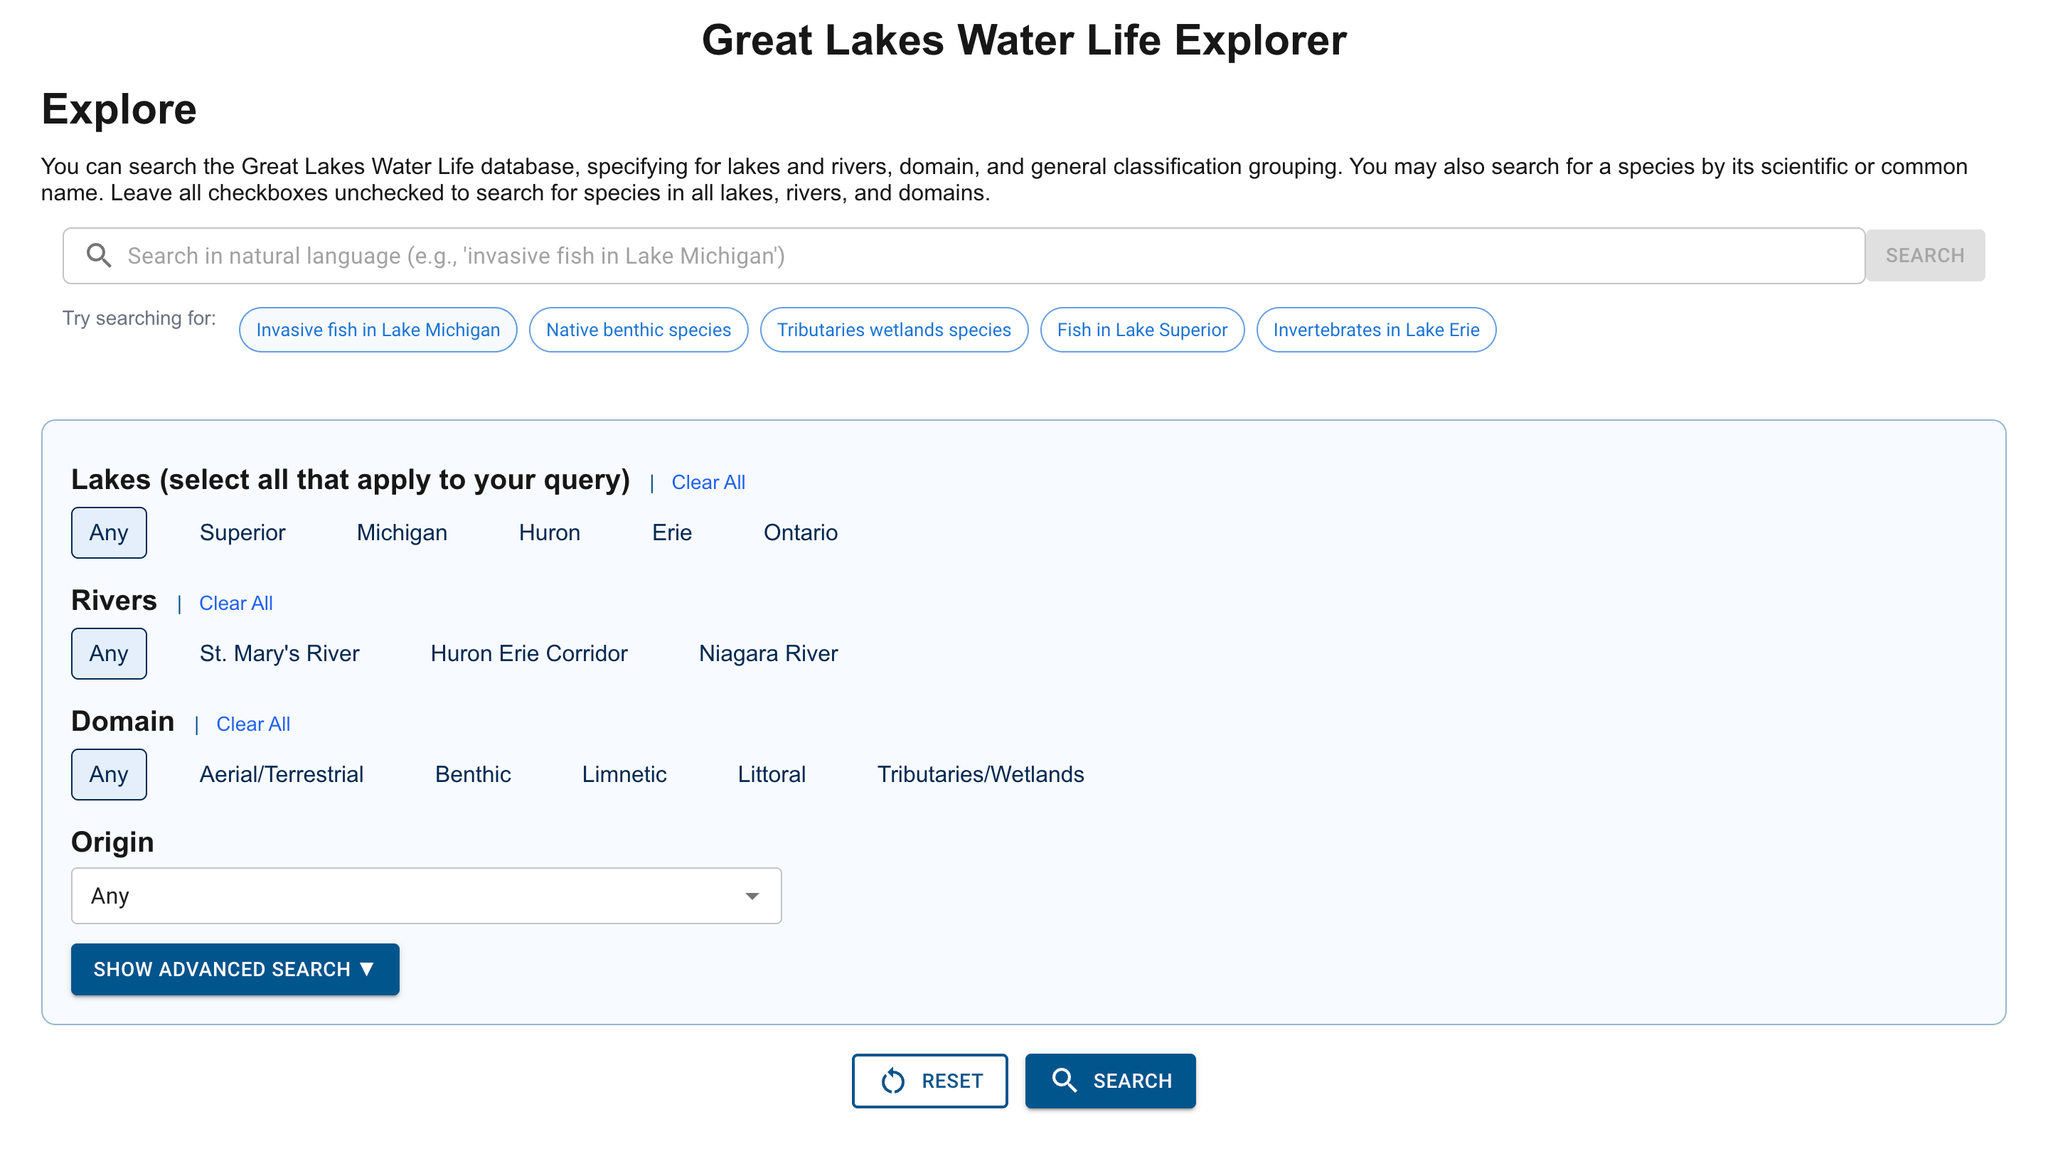 Great Lakes Water Life Explorer
Explore
You can search the Great Lakes Water Life database, specifying for lakes and rivers, domain, and general classification grouping. You may also search for a species by its scientific or common
name. Leave all checkboxes unchecked to search for species in all lakes, rivers, and domains.
Search in natural language (e.g., 'invasive fish in Lake Michigan') SEARCH
Try searching for: Invasive fish in Lake Michigan Native benthic species Tributaries wetlands species Fish in Lake Superior Invertebrates in Lake Erie
Lakes (select all that apply to your query) | Clear All
Any Superior Michigan Huron Erie Ontario
Rivers | Clear All
Any St. Mary's River Huron Erie Corridor Niagara River
Domain | Clear All
Any Aerial/Terrestrial Benthic Limnetic Littoral Tributaries/Wetlands
Origin
Any
SHOW ADVANCED SEARCH ▼
RESET SEARCH